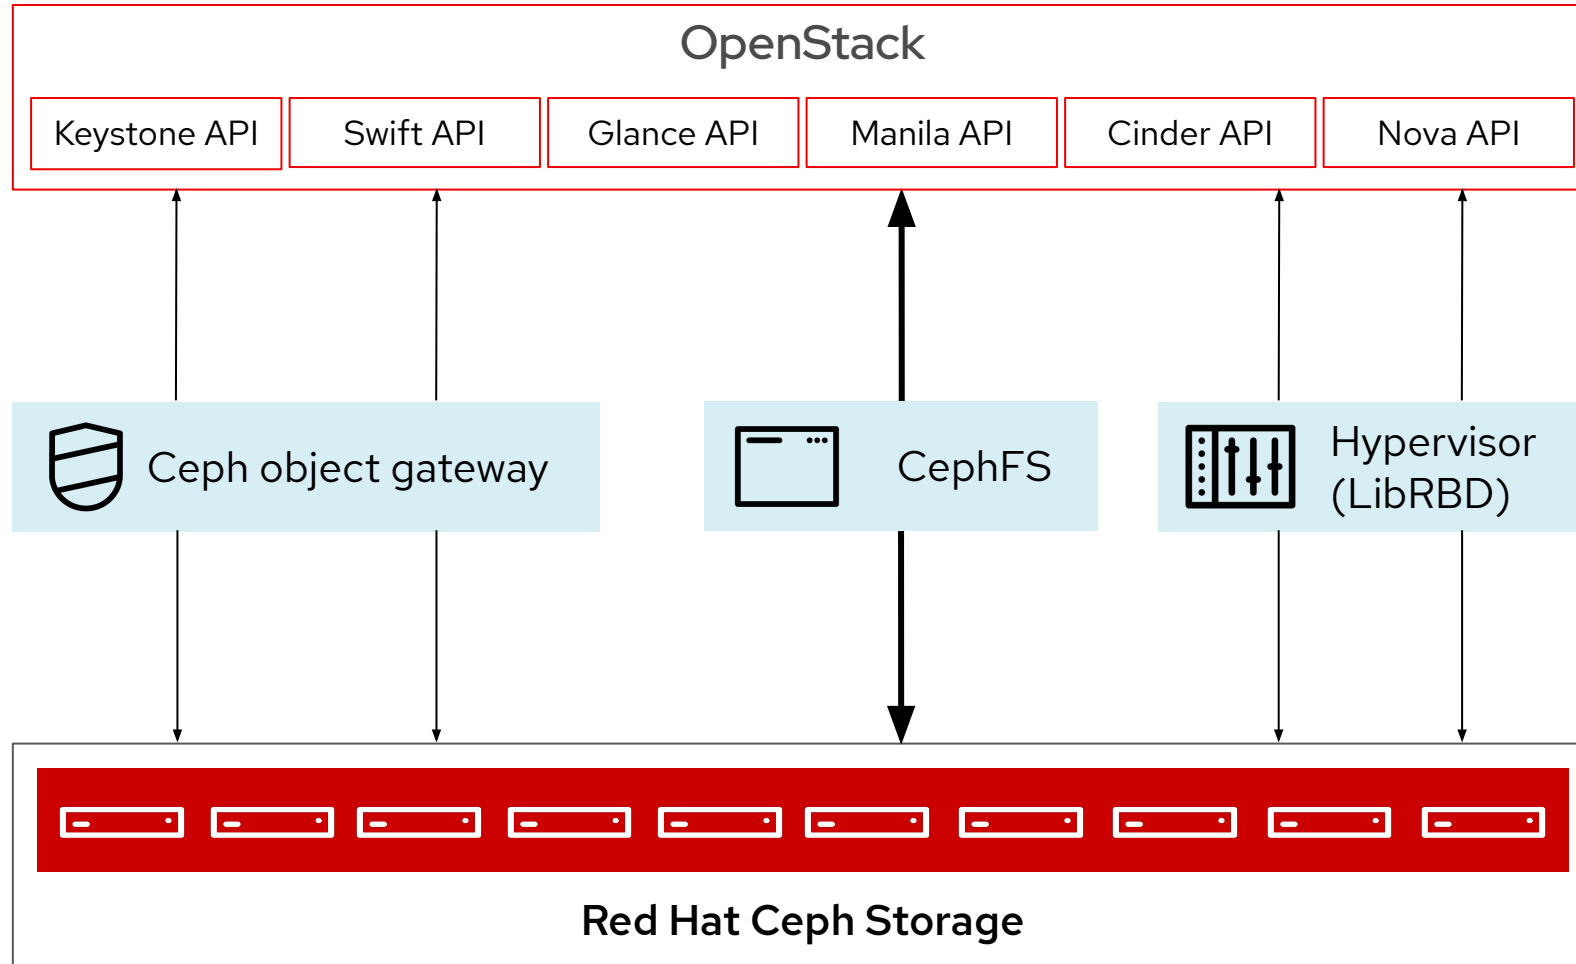 OpenStack
Keystone API
Swift API
Glance API
Manila API
Cinder API
Nova API
Ceph object gateway
CephFS
Hypervisor
(LibRBD)
Red Hat Ceph Storage